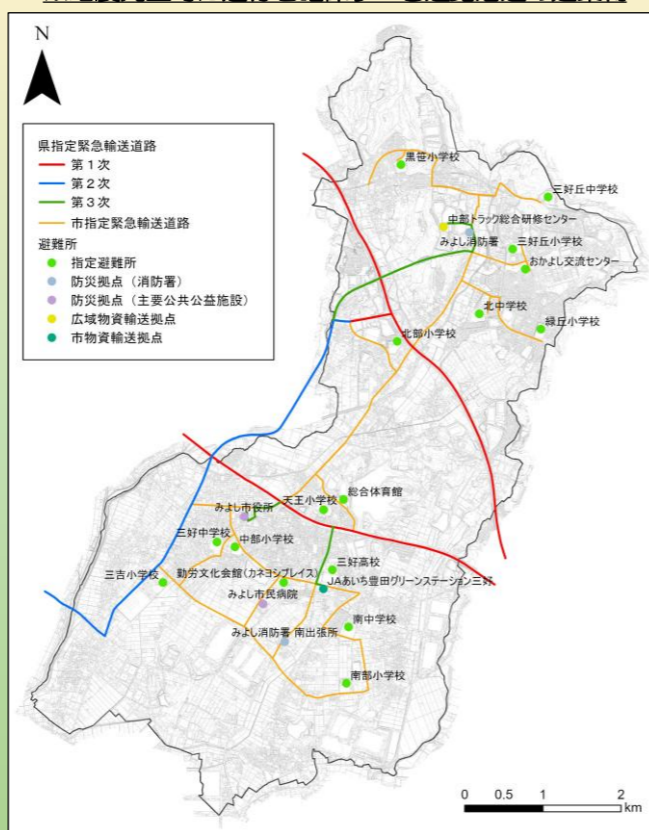 N
県指定緊急輸送道路
第1次
第2次
第3次
市指定緊急輸送道路
避難所
指定避難所
防災拠点（消防署）
防災拠点（主要公共公益施設）
広域物資輸送拠点
市物資輸送拠点
黒笹小学校
三好丘中学校
中部トラック総合研修センター
みよし消防署
三好丘小学校
おかよし交流センター
北中学校
緑丘小学校
北部小学校
総合体育館
天王小学校
みよし市役所
三好中学校
中部小学校
三好高校
三吉小学校
勤労文化会館(カネヨシプレイス)
JAあいち豊田グリーンステーション三好
みよし市民病院
南中学校
みよし消防署 南出張所
南部小学校
0 0.5 1 2
km